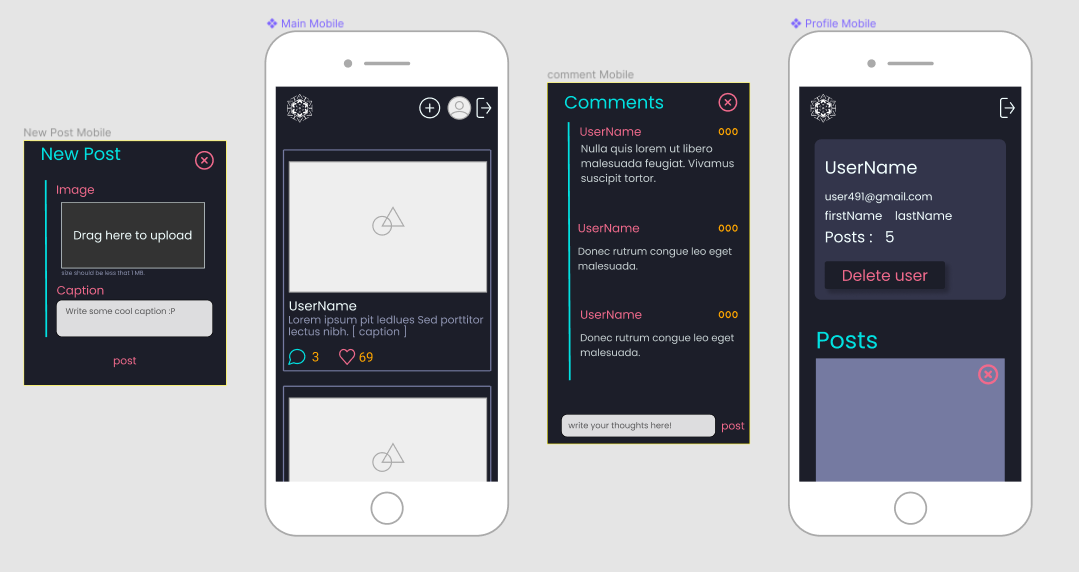 New Post Mobile
New Post
Image
Drag here to upload
size should be less that 1 MB.
Caption
Write some cool caption :P
post
Main Mobile
UserName
Lorem ipsum pit ledlues Sed porttitor
lectus nibh. [ caption ]
3 69
comment Mobile
Comments
UserName ooo
Nulla quis lorem ut libero
malesuada feugiat. Vivamus
suscipit tortor.
UserName ooo
Donec rutrum congue leo eget
malesuada.
UserName ooo
Donec rutrum congue leo eget
malesuada.
write your thoughts here!
post
Profile Mobile
UserName
user491@gmail.com
firstName lastName
Posts : 5
Delete user
Posts